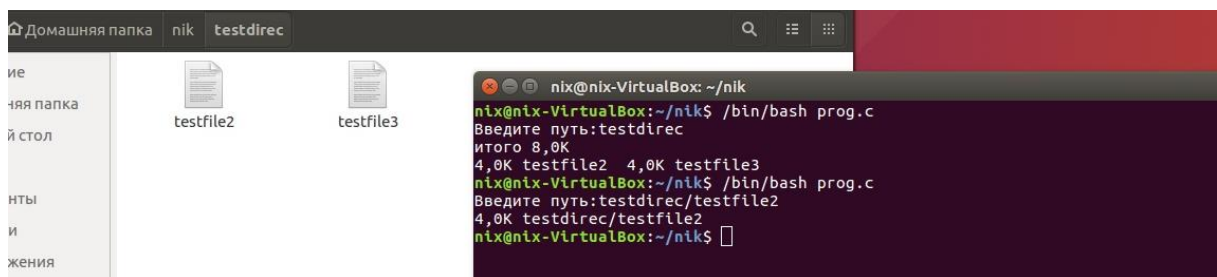 Домашняя папка nik testdirec
ие
няя папка
й стол
нты
и
жения
testfile2 testfile3
nix@nix-VirtualBox: ~/nik
nix@nix-VirtualBox:~/nik$ /bin/bash prog.c
Введите путь:testdirec
итого 8,0K
4,0K testfile2  4,0K testfile3
nix@nix-VirtualBox:~/nik$ /bin/bash prog.c
Введите путь:testdirec/testfile2
4,0K testdirec/testfile2
nix@nix-VirtualBox:~/nik$